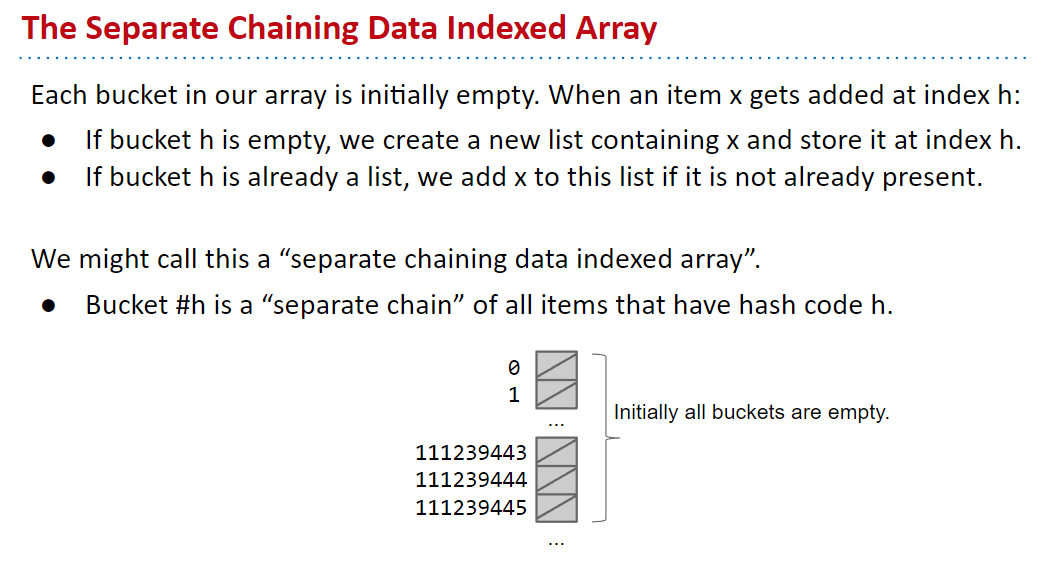 The Separate Chaining Data Indexed Array
Each bucket in our array is initially empty. When an item x gets added at index h:
● If bucket h is empty, we create a new list containing x and store it at index h.
● If bucket h is already a list, we add x to this list if it is not already present.
We might call this a “separate chaining data indexed array”.
● Bucket #h is a “separate chain” of all items that have hash code h.
0
1
Initially all buckets are empty.
...
111239443
111239444
111239445
...